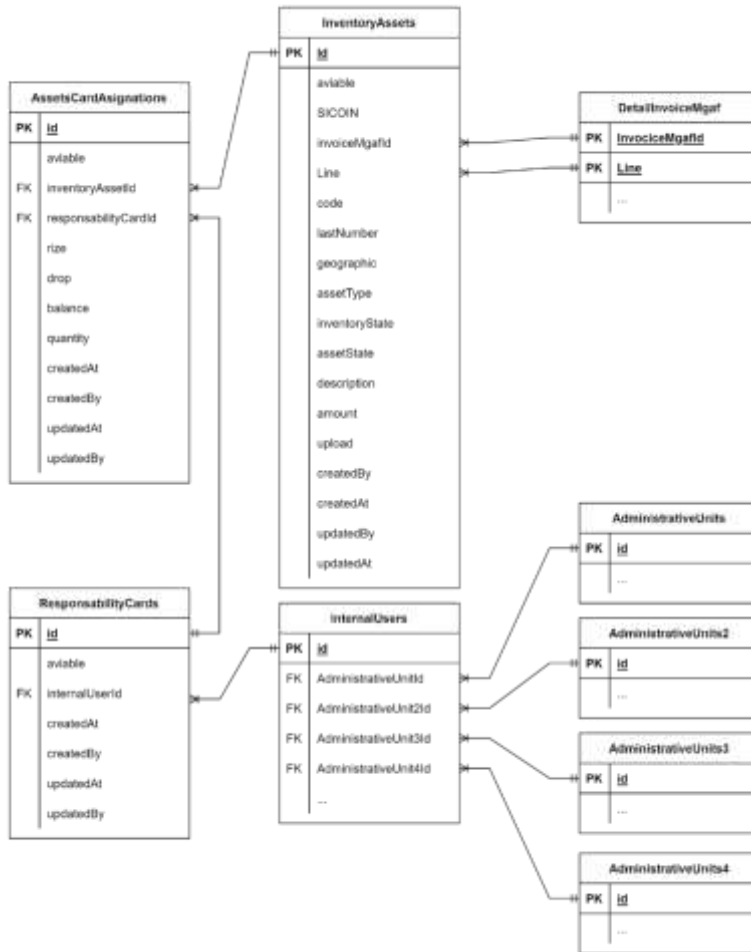 AssetsCardAsignations
PK id
aviable
FK inventoryAssetId
FK responsabilityCardId
rize
drop
balance
quantity
createdAt
createdBy
updatedAt
updatedBy
InventoryAssets
PK Id
aviable
SICOIN
invoiceMgafId
Line
code
lastNumber
geographic
assetType
inventoryState
assetState
description
amount
upload
createdBy
createdAt
updatedBy
updatedAt
DetailInvoiceMgaf
PK InvociceMgafId
PK Line
...
ResponsabilityCards
PK id
aviable
FK internalUserId
createdAt
createdBy
updatedAt
updatedBy
InternalUsers
PK id
FK AdministrativeUnitId
FK AdministrativeUnit2Id
FK AdministrativeUnit3Id
FK AdministrativeUnit4Id
...
AdministrativeUnits
PK id
...
AdministrativeUnits2
PK id
...
AdministrativeUnits3
PK id
...
AdministrativeUnits4
PK id
...